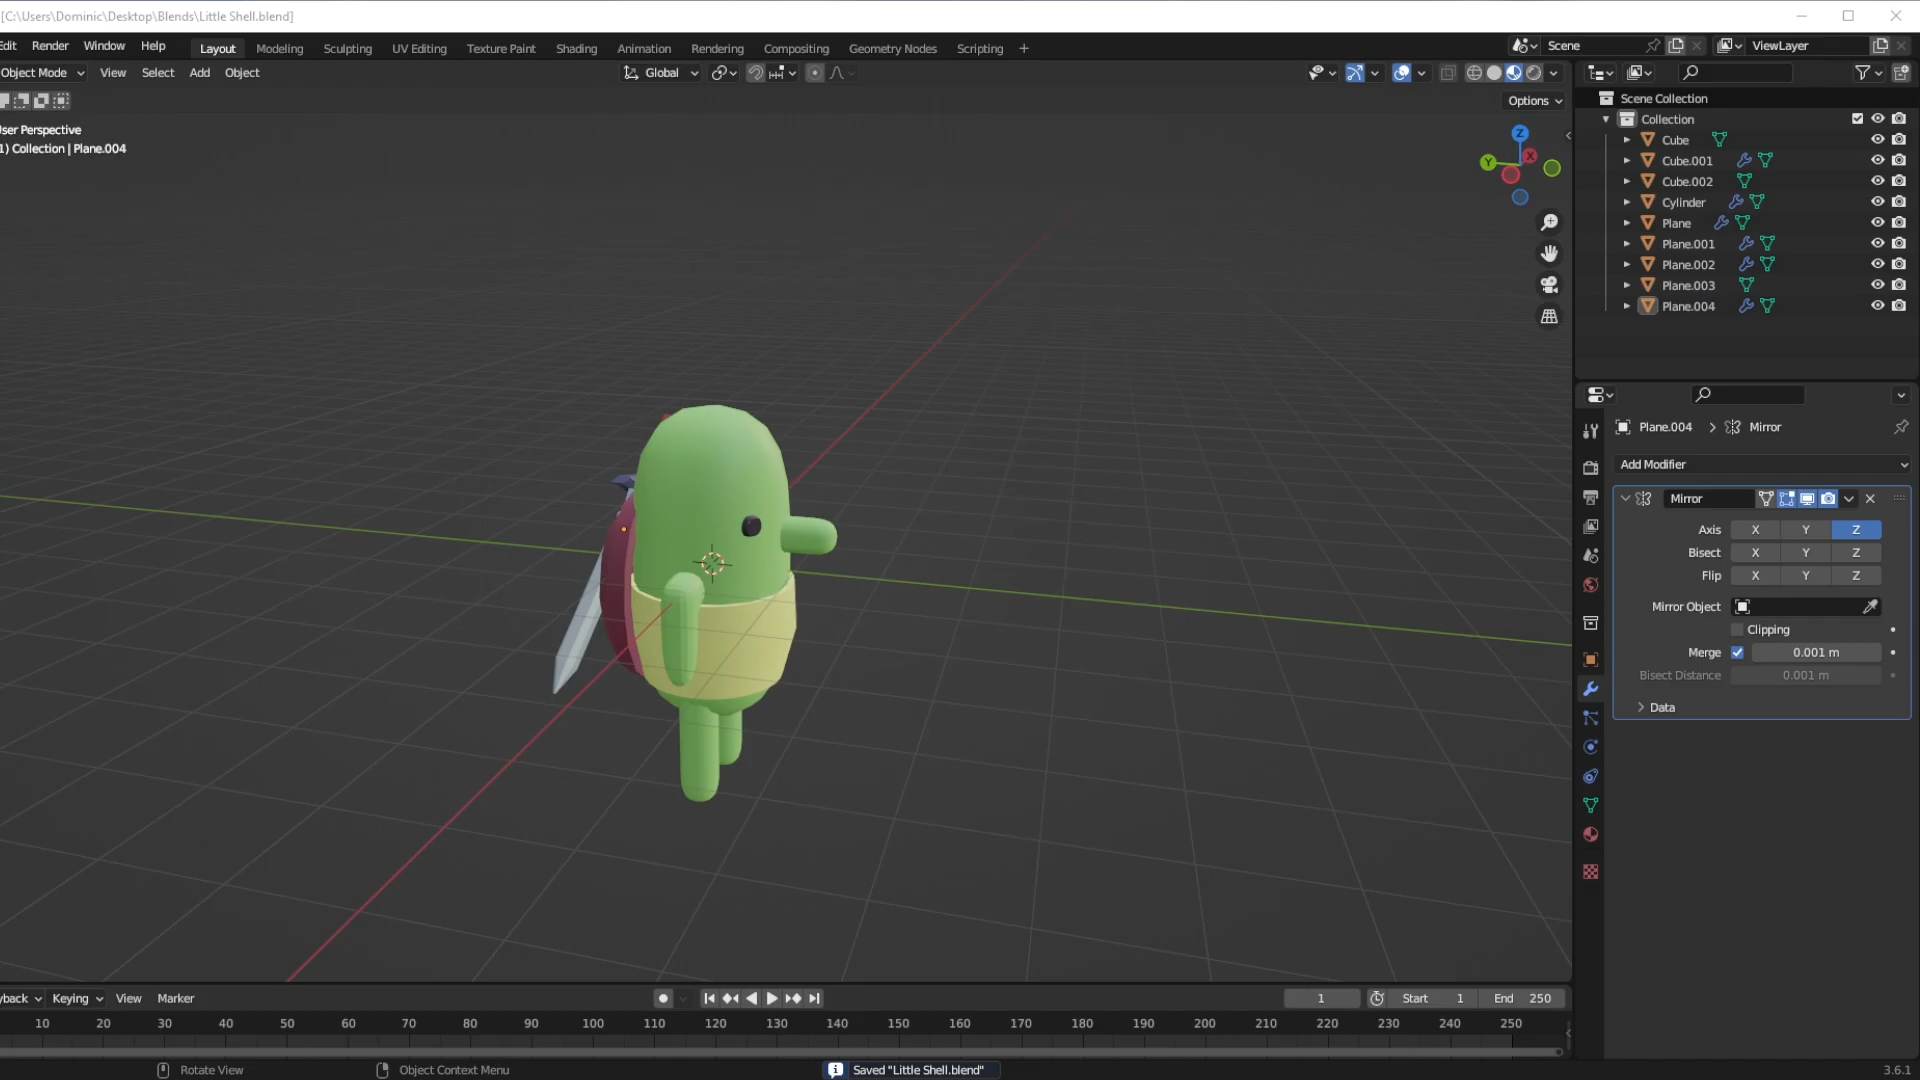 [C:\Users\Dominic\Desktop\Blends\Little Shell.blend]
Edit Render Window Help Layout Modeling Sculpting UV Editing Texture Paint Shading Animation Rendering Compositing Geometry Nodes Scripting + Scene ViewLayer
Object Mode View Select Add Object Global
Options
User Perspective
1) Collection | Plane.004
Z
Y
X
Scene Collection
Collection
Cube
Cube.001
Cube.002
Cylinder
Plane
Plane.001
Plane.002
Plane.003
Plane.004
Plane.004 > Mirror
Add Modifier
Mirror
Axis X Y Z
Bisect X Y Z
Flip X Y Z
Mirror Object
Clipping
Merge 0.001 m
Bisect Distance 0.001 m
Data
yback Keying View Marker 1 Start 1 End 250
10 20 30 40 50 60 70 80 90 100 110 120 130 140 150 160 170 180 190 200 210 220 230 240 250
Rotate View Object Context Menu Saved "Little Shell.blend" 3.6.1